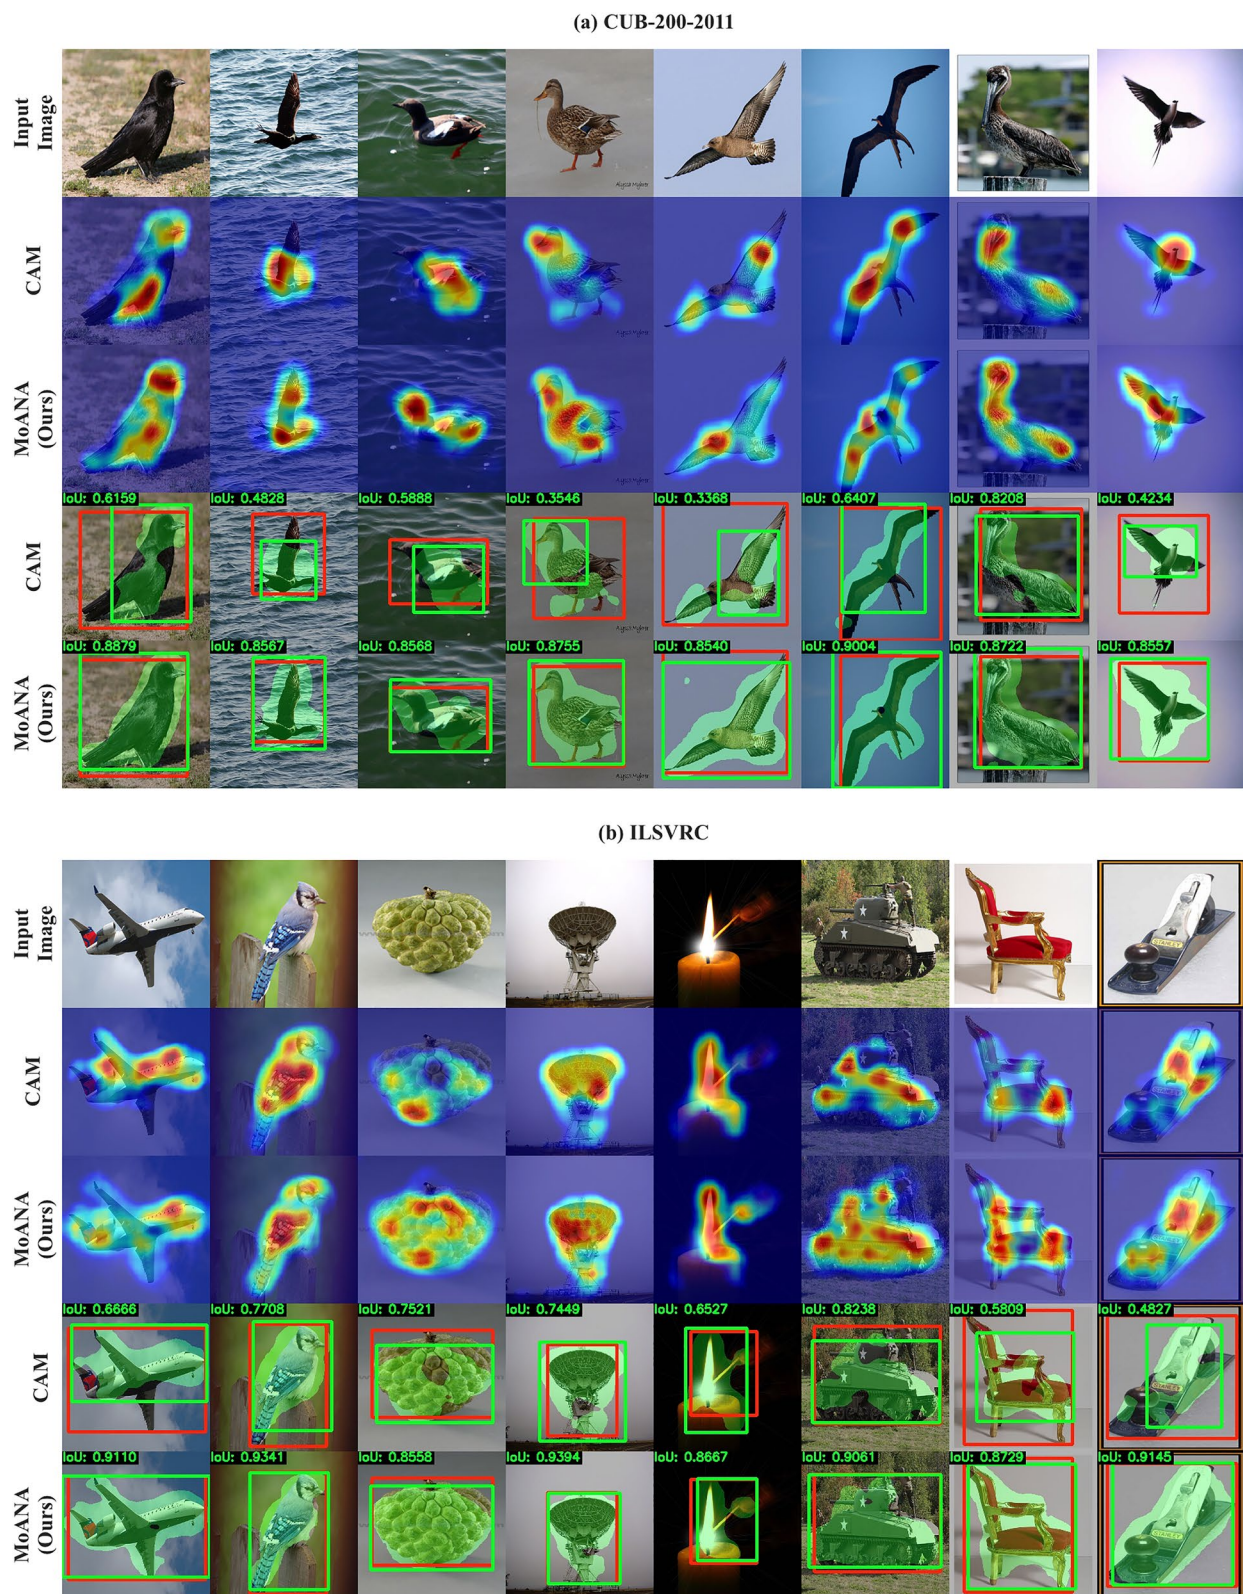 (a) CUB-200-2011
Input
Image
Alyssa Myers
CAM
MoANA
(Ours)
CAM
IoU: 0.6159
IoU: 0.4828
IoU: 0.5888
IoU: 0.3546
IoU: 0.3368
IoU: 0.6407
IoU: 0.8208
IoU: 0.4234
MoANA
(Ours)
IoU: 0.8879
IoU: 0.8567
IoU: 0.8568
IoU: 0.8755
IoU: 0.8540
IoU: 0.9004
IoU: 0.8722
IoU: 0.8557
(b) ILSVRC
Input
Image
STANLEY
CAM
MoANA
(Ours)
CAM
IoU: 0.6666
IoU: 0.7708
IoU: 0.7521
IoU: 0.7449
IoU: 0.6527
IoU: 0.8238
IoU: 0.5809
IoU: 0.4827
STANLEY
MoANA
(Ours)
IoU: 0.9110
IoU: 0.9341
IoU: 0.8558
IoU: 0.9394
IoU: 0.8667
IoU: 0.9061
IoU: 0.8729
IoU: 0.9145
STANLEY